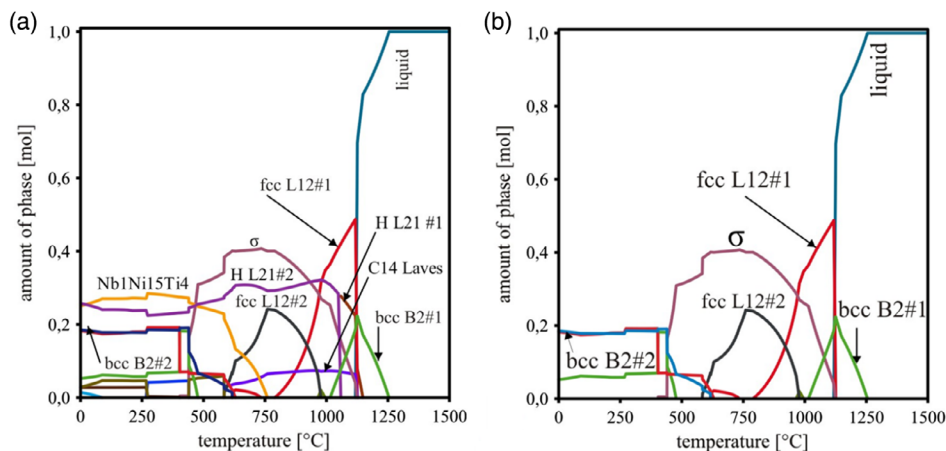 (a)
1,0
0,8
0,6
0,4
0,2
0,0
amount of phase [mol]
liquid
fcc L12#1
H L21 #1
σ
C14 Laves
Nb1Ni15Ti4
H L21#2
fcc L12#2
bcc B2#1
bcc B2#2
0 250 500 750 1000 1250 1500
temperature [°C]
(b)
1,0
0,8
0,6
0,4
0,2
0,0
amount of phase [mol]
liquid
fcc L12#1
σ
fcc L12#2
bcc B2#1
bcc B2#2
0 250 500 750 1000 1250 1500
temperature [°C]